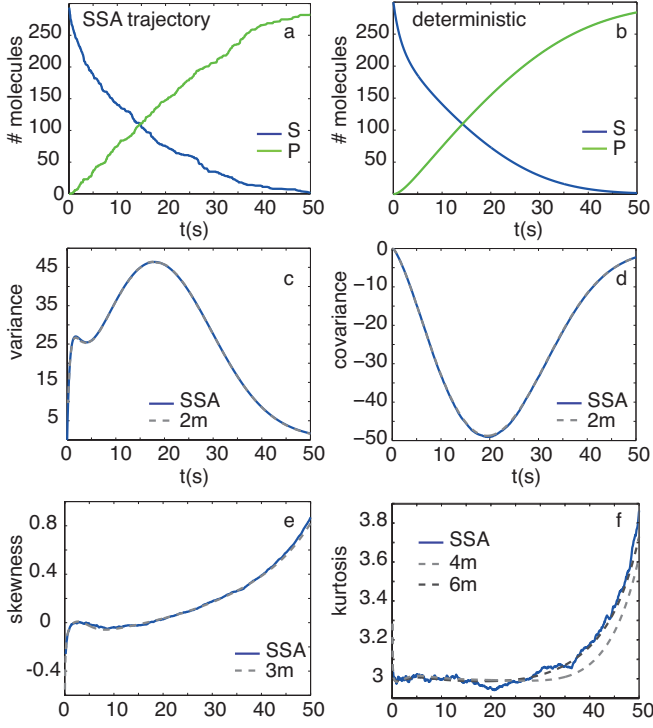 SSA trajectory a
# molecules
250
200
150
100
50
0
S
P
0 10 20 30 40 50
t(s)
deterministic b
# molecules
250
200
150
100
50
S
P
0 10 20 30 40 50
t(s)
c
variance
45
35
25
15
5
SSA
2m
0 10 20 30 40 50
t(s)
d
covariance
0
−10
−20
−30
−40
−50
SSA
2m
0 10 20 30 40 50
t(s)
e
skewness
0.8
0.4
0
-0.4
SSA
3m
0 10 20 30 40 50
t(s)
f
kurtosis
3.8
3.6
3.4
3.2
3
SSA
4m
6m
0 10 20 30 40 50
t(s)